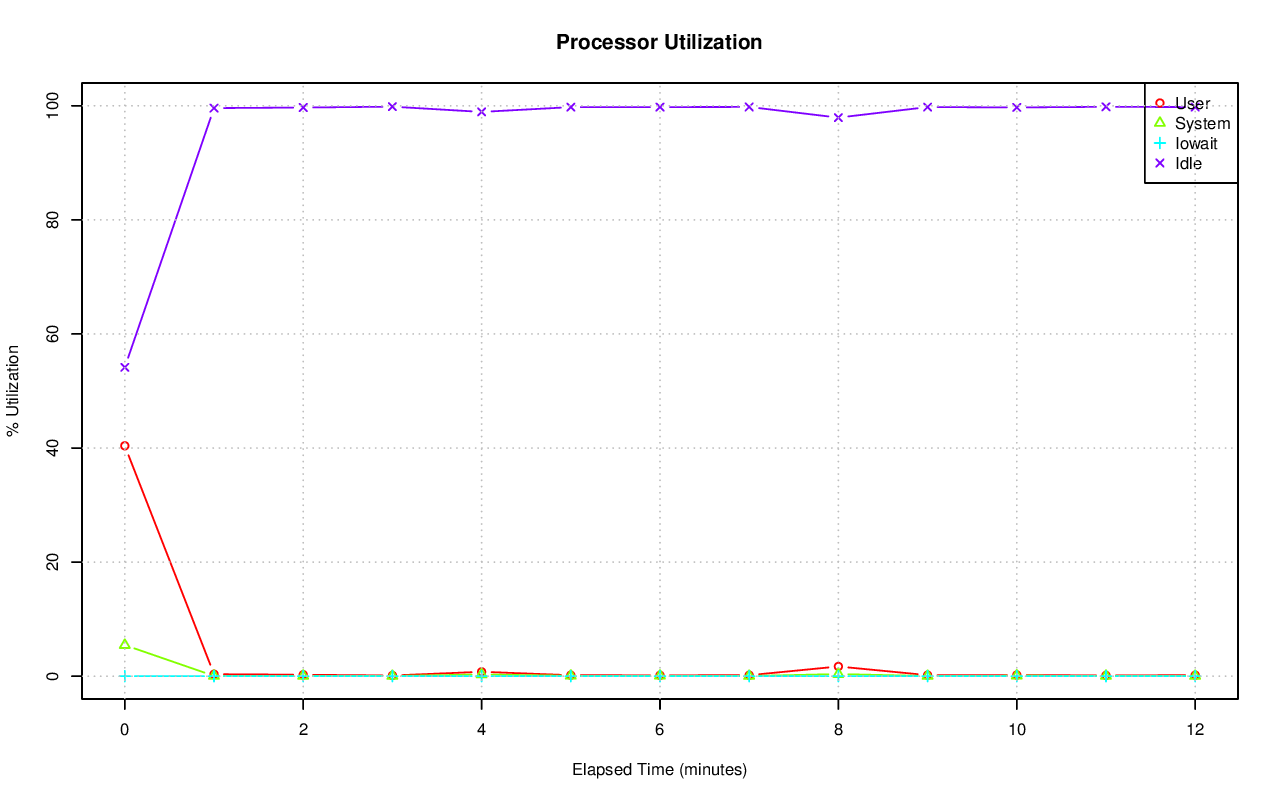 Processor Utilization
% Utilization
100
80
60
40
20
0
User
System
Iowait
Idle
0 2 4 6 8 10 12
Elapsed Time (minutes)